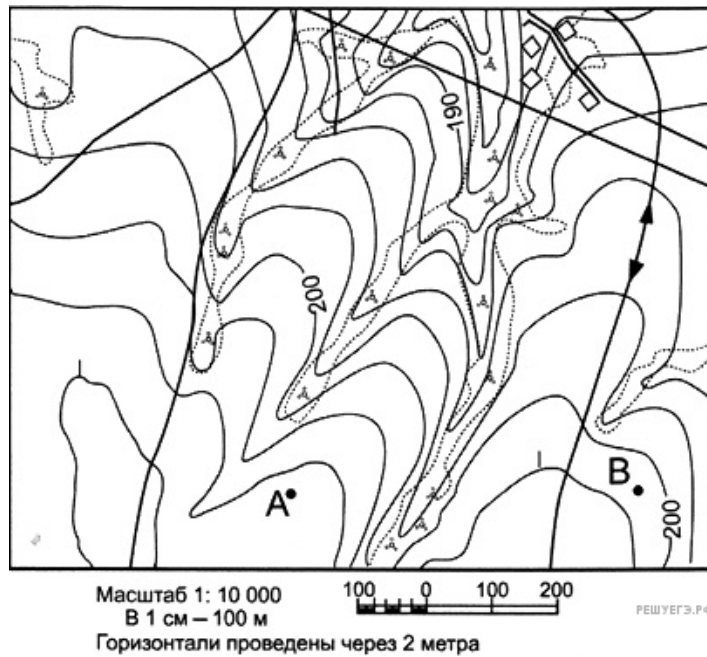 190
200
A
B
200
Масштаб 1: 10 000
В 1 см – 100 м
100 0 100 200
Горизонтали проведены через 2 метра
РЕШУЕГЭ.РФ